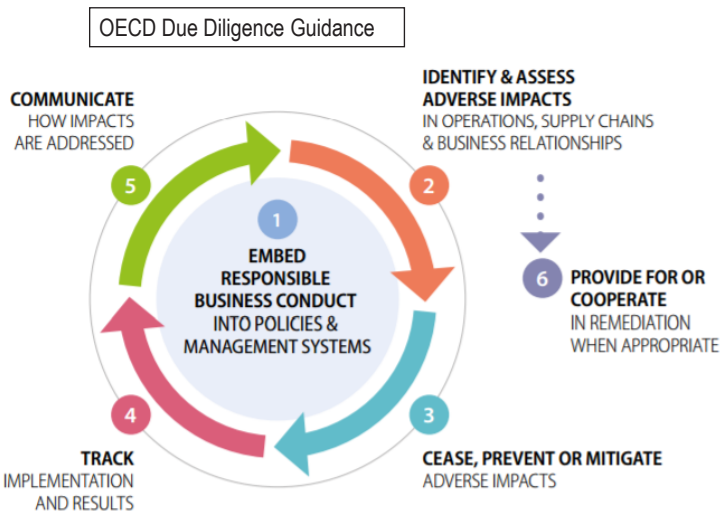 OECD Due Diligence Guidance
1
EMBED
RESPONSIBLE
BUSINESS CONDUCT
INTO POLICIES &
MANAGEMENT SYSTEMS
2
IDENTIFY & ASSESS
ADVERSE IMPACTS
IN OPERATIONS, SUPPLY CHAINS
& BUSINESS RELATIONSHIPS
3
CEASE, PREVENT OR MITIGATE
ADVERSE IMPACTS
4
TRACK
IMPLEMENTATION
AND RESULTS
5
COMMUNICATE
HOW IMPACTS
ARE ADDRESSED
6
PROVIDE FOR OR
COOPERATE
IN REMEDIATION
WHEN APPROPRIATE